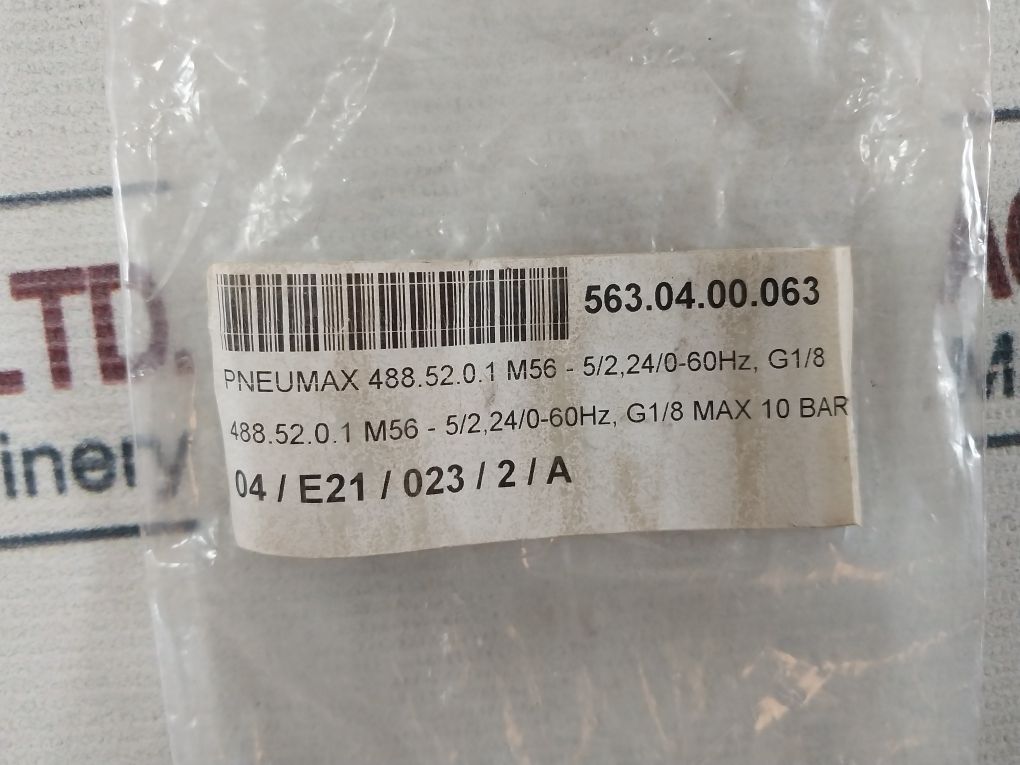 563.04.00.063
PNEUMAX 488.52.0.1 M56 - 5/2,24/0-60Hz, G1/8
488.52.0.1 M56 - 5/2,24/0-60Hz, G1/8 MAX 10 BAR
04 / E21 / 023 / 2 / A
LTD.
inery